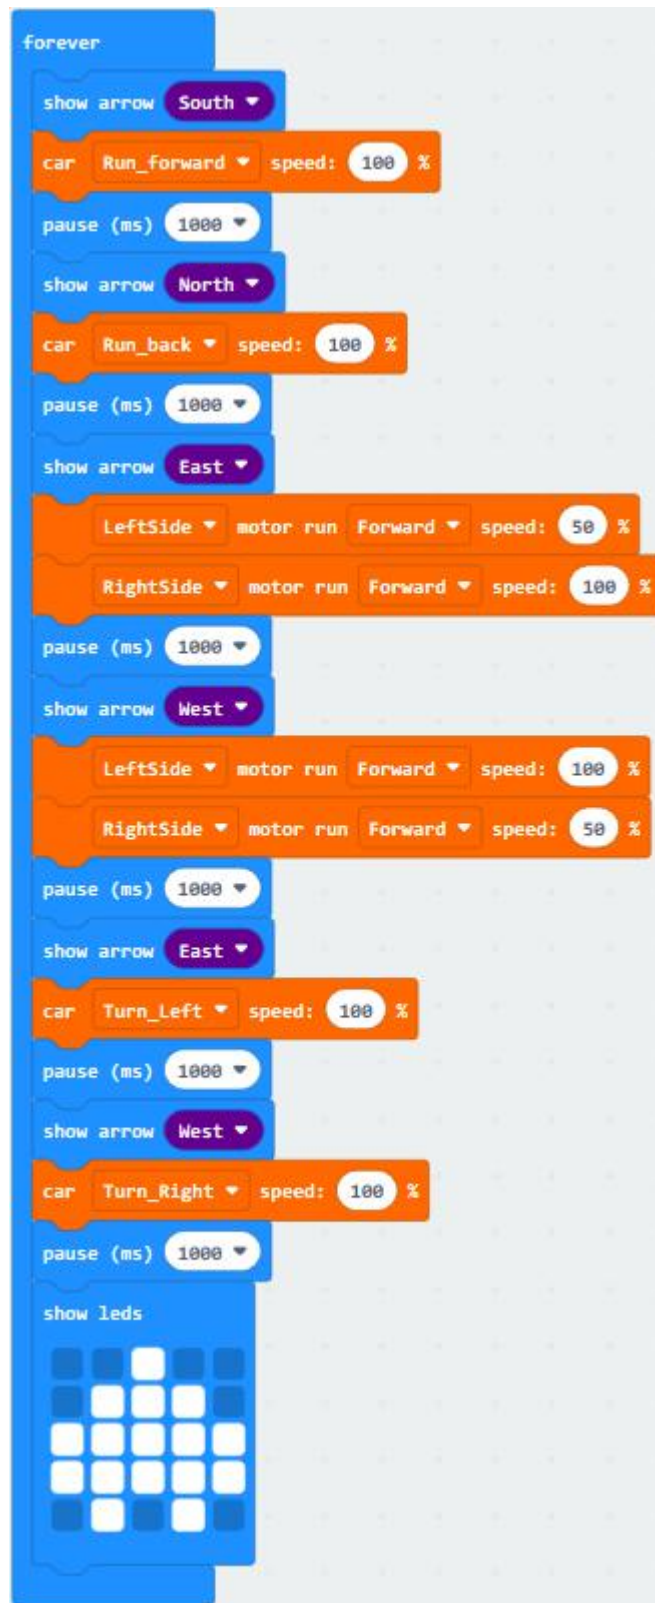 forever
show arrow South
car Run_forward speed: 100 %
pause (ms) 1000
show arrow North
car Run_back speed: 100 %
pause (ms) 1000
show arrow East
LeftSide motor run Forward speed: 50 %
RightSide motor run Forward speed: 100 %
pause (ms) 1000
show arrow West
LeftSide motor run Forward speed: 100 %
RightSide motor run Forward speed: 50 %
pause (ms) 1000
show arrow East
car Turn_Left speed: 100 %
pause (ms) 1000
show arrow West
car Turn_Right speed: 100 %
pause (ms) 1000
show leds